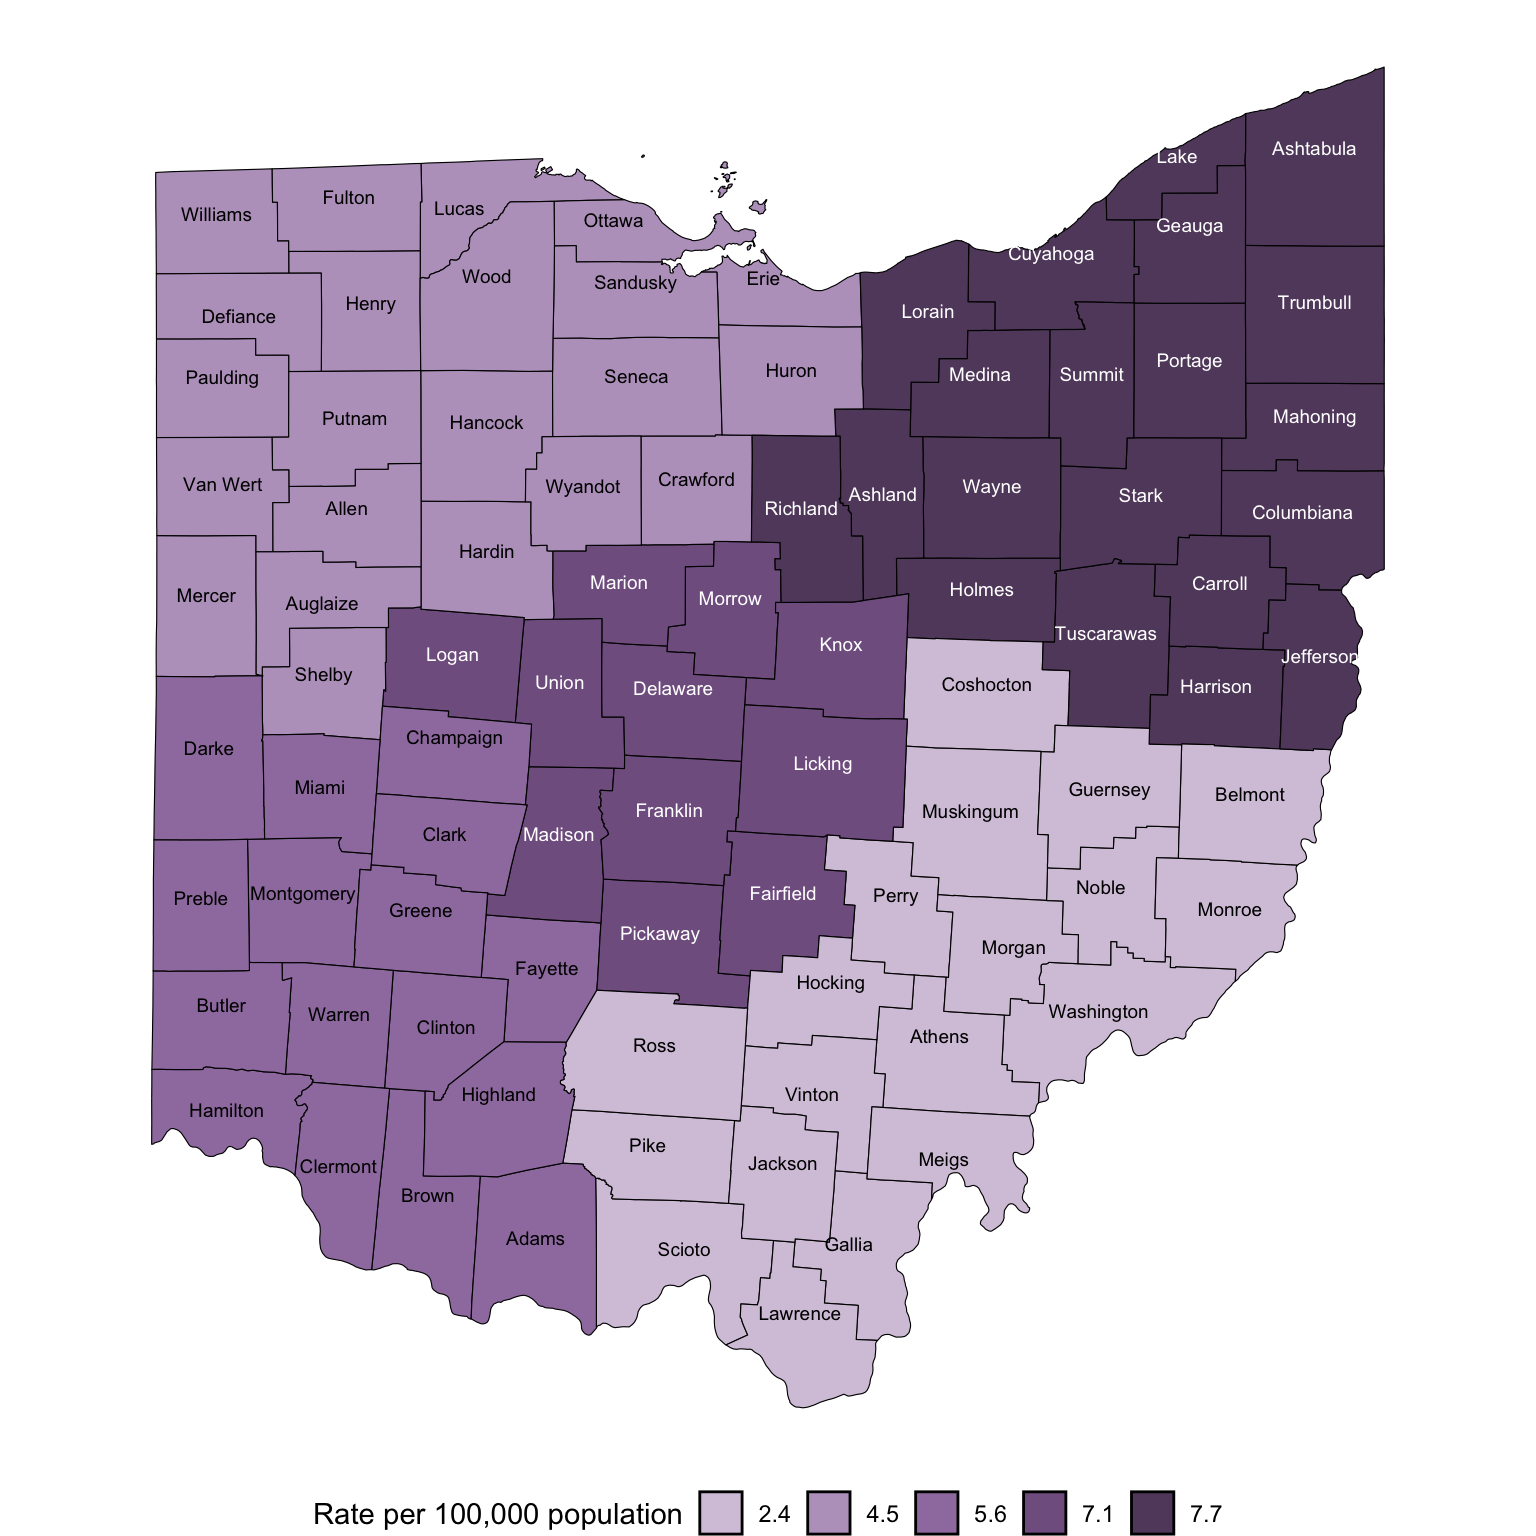 Lake
Ashtabula
Fulton
Williams
Lucas
Ottawa
Geauga
Cuyahoga
Wood
Erie
Sandusky
Henry
Trumbull
Lorain
Defiance
Portage
Huron
Medina
Summit
Seneca
Paulding
Mahoning
Putnam
Hancock
Crawford
Van Wert
Wyandot
Wayne
Ashland
Stark
Allen
Richland
Columbiana
Hardin
Marion
Carroll
Holmes
Mercer
Morrow
Auglaize
Tuscarawas
Knox
Logan
Jefferson
Shelby
Union
Coshocton
Harrison
Delaware
Champaign
Darke
Licking
Miami
Guernsey
Belmont
Franklin
Muskingum
Clark
Madison
Noble
Montgomery
Fairfield
Perry
Preble
Greene
Monroe
Pickaway
Morgan
Fayette
Hocking
Butler
Washington
Warren
Clinton
Athens
Ross
Highland
Vinton
Hamilton
Pike
Meigs
Jackson
Clermont
Brown
Adams
Gallia
Scioto
Lawrence
Rate per 100,000 population 2.4 4.5 5.6 7.1 7.7